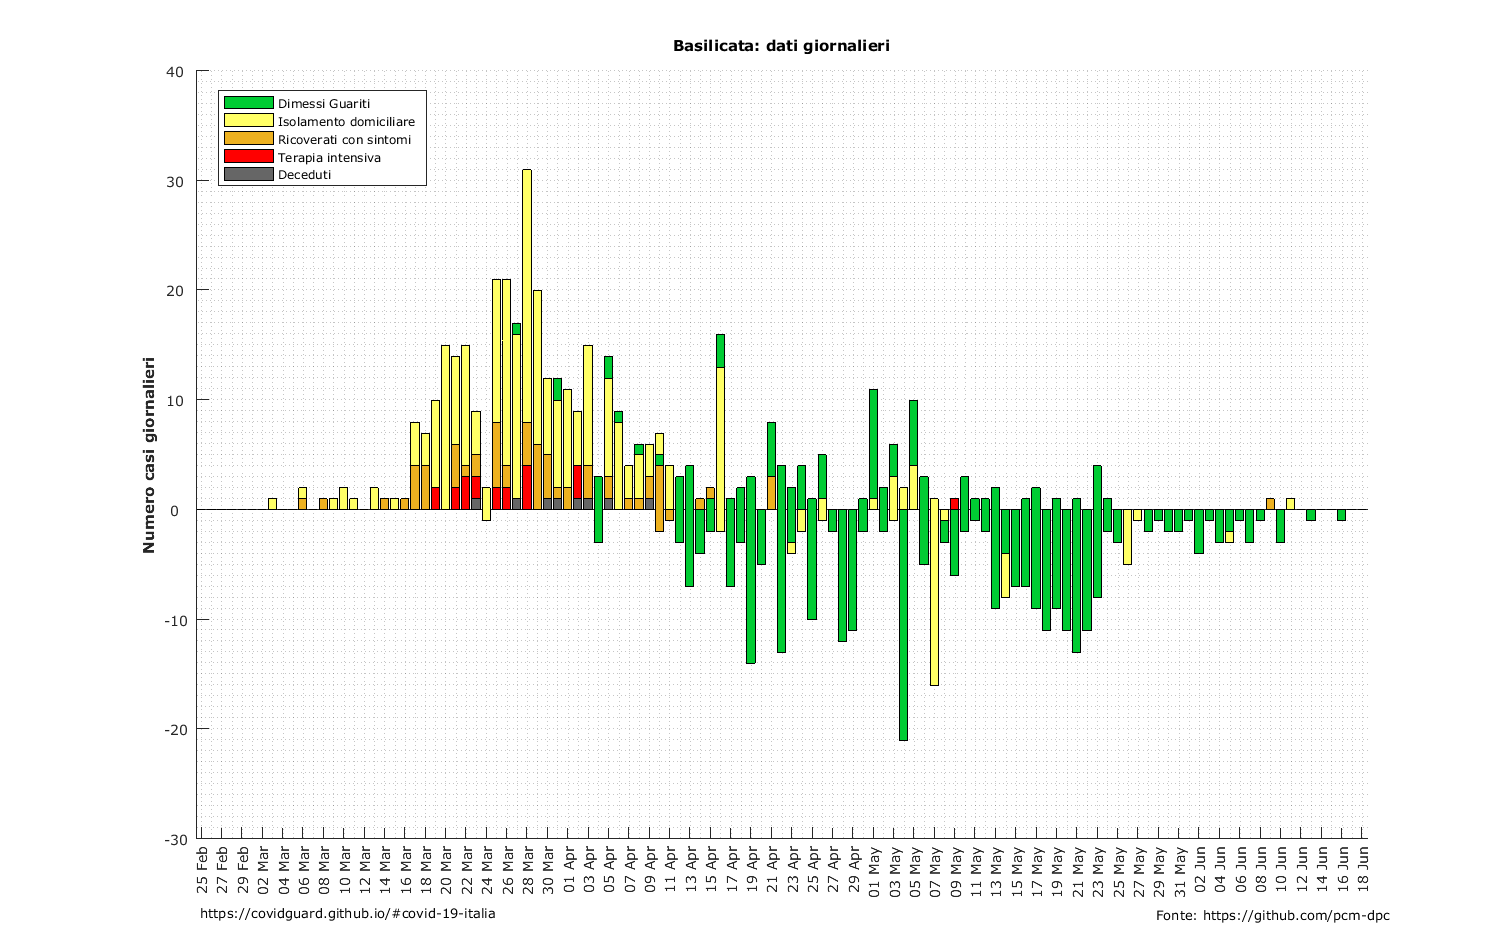 Basilicata: dati giornalieri
40
30
20
10
0
-10
-20
-30
Numero casi giornalieri
Dimessi Guariti
Isolamento domiciliare
Ricoverati con sintomi
Terapia intensiva
Deceduti
25 Feb
27 Feb
29 Feb
02 Mar
04 Mar
06 Mar
08 Mar
10 Mar
12 Mar
14 Mar
16 Mar
18 Mar
20 Mar
22 Mar
24 Mar
26 Mar
28 Mar
30 Mar
01 Apr
03 Apr
05 Apr
07 Apr
09 Apr
11 Apr
13 Apr
15 Apr
17 Apr
19 Apr
21 Apr
23 Apr
25 Apr
27 Apr
29 Apr
01 May
03 May
05 May
07 May
09 May
11 May
13 May
15 May
17 May
19 May
21 May
23 May
25 May
27 May
29 May
31 May
02 Jun
04 Jun
06 Jun
08 Jun
10 Jun
12 Jun
14 Jun
16 Jun
18 Jun
https://covidguard.github.io/#covid-19-italia
Fonte: https://github.com/pcm-dpc